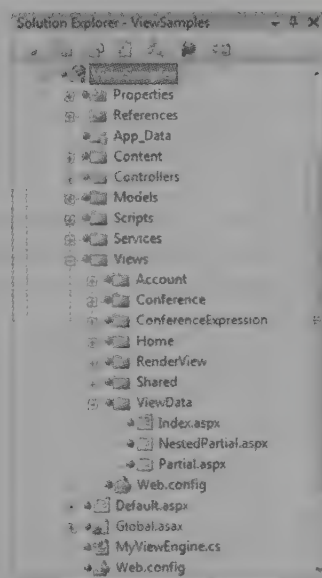 Solution Explorer - ViewSamples
Properties
References
App_Data
Content
Controllers
Models
Scripts
Services
Views
Account
Conference
ConferenceExpression
Home
RenderView
Shared
ViewData
Index.aspx
NestedPartial.aspx
Partial.aspx
Web.config
Default.aspx
Global.asax
MyViewEngine.cs
Web.config